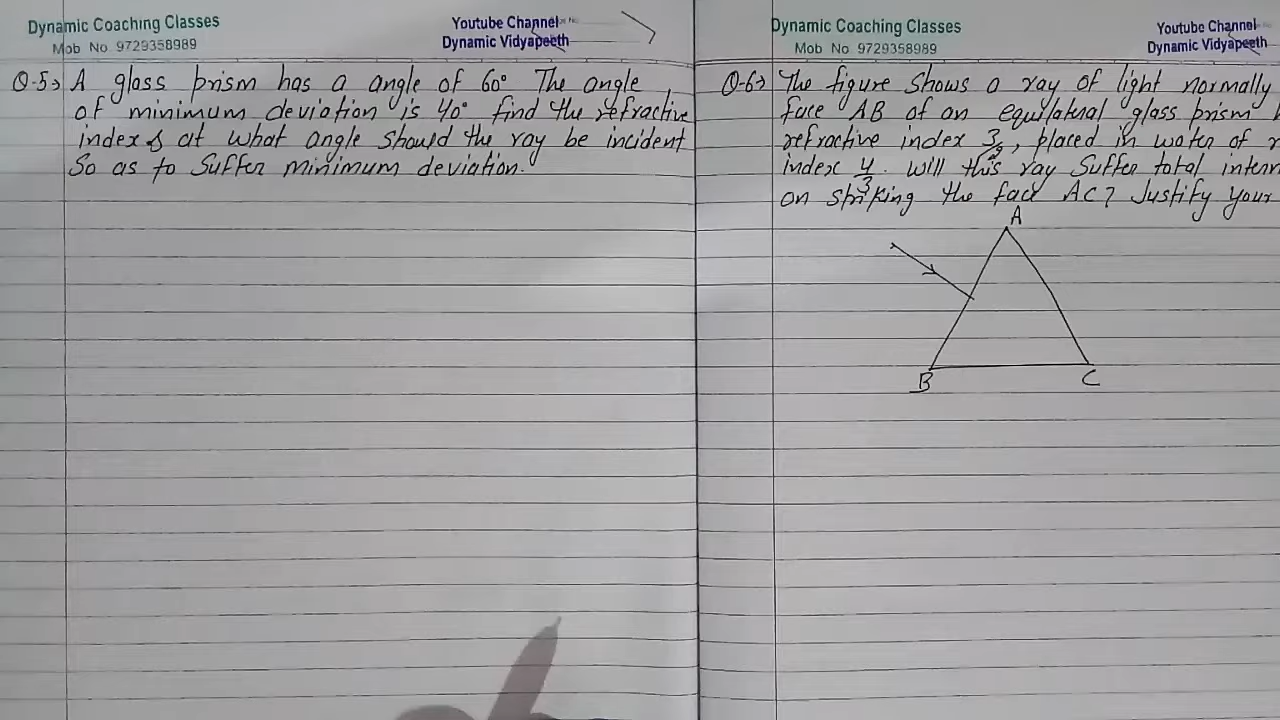 Dynamic Coaching Classes
Mob No 9729358989
Youtube Channel
Dynamic Vidyapeeth
Q-5> A glass prism has a angle of 60° The angle
of minimum deviation is 40° find the refractive
index & at what angle should the ray be incident
So as to Suffer minimum deviation.
Dynamic Coaching Classes
Mob No 9729358989
Youtube Channel
Dynamic Vidyapeeth
Q-6> The figure shows a ray of light normally
face AB of an equilateral glass prism
refractive index 3/2, placed in water of
index 4/3. Will this ray Suffer total
on striking the face AC? Justify Your
A
B
C